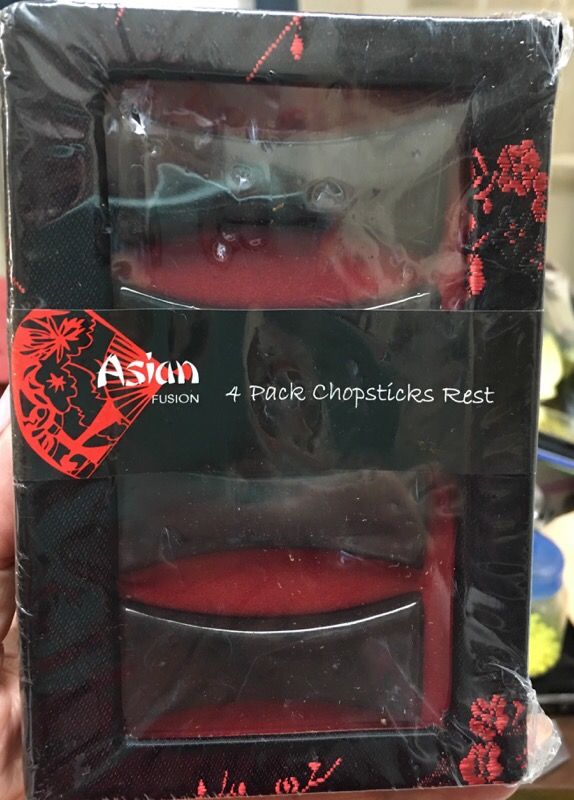 Asian
FUSION
4 Pack Chopsticks Rest